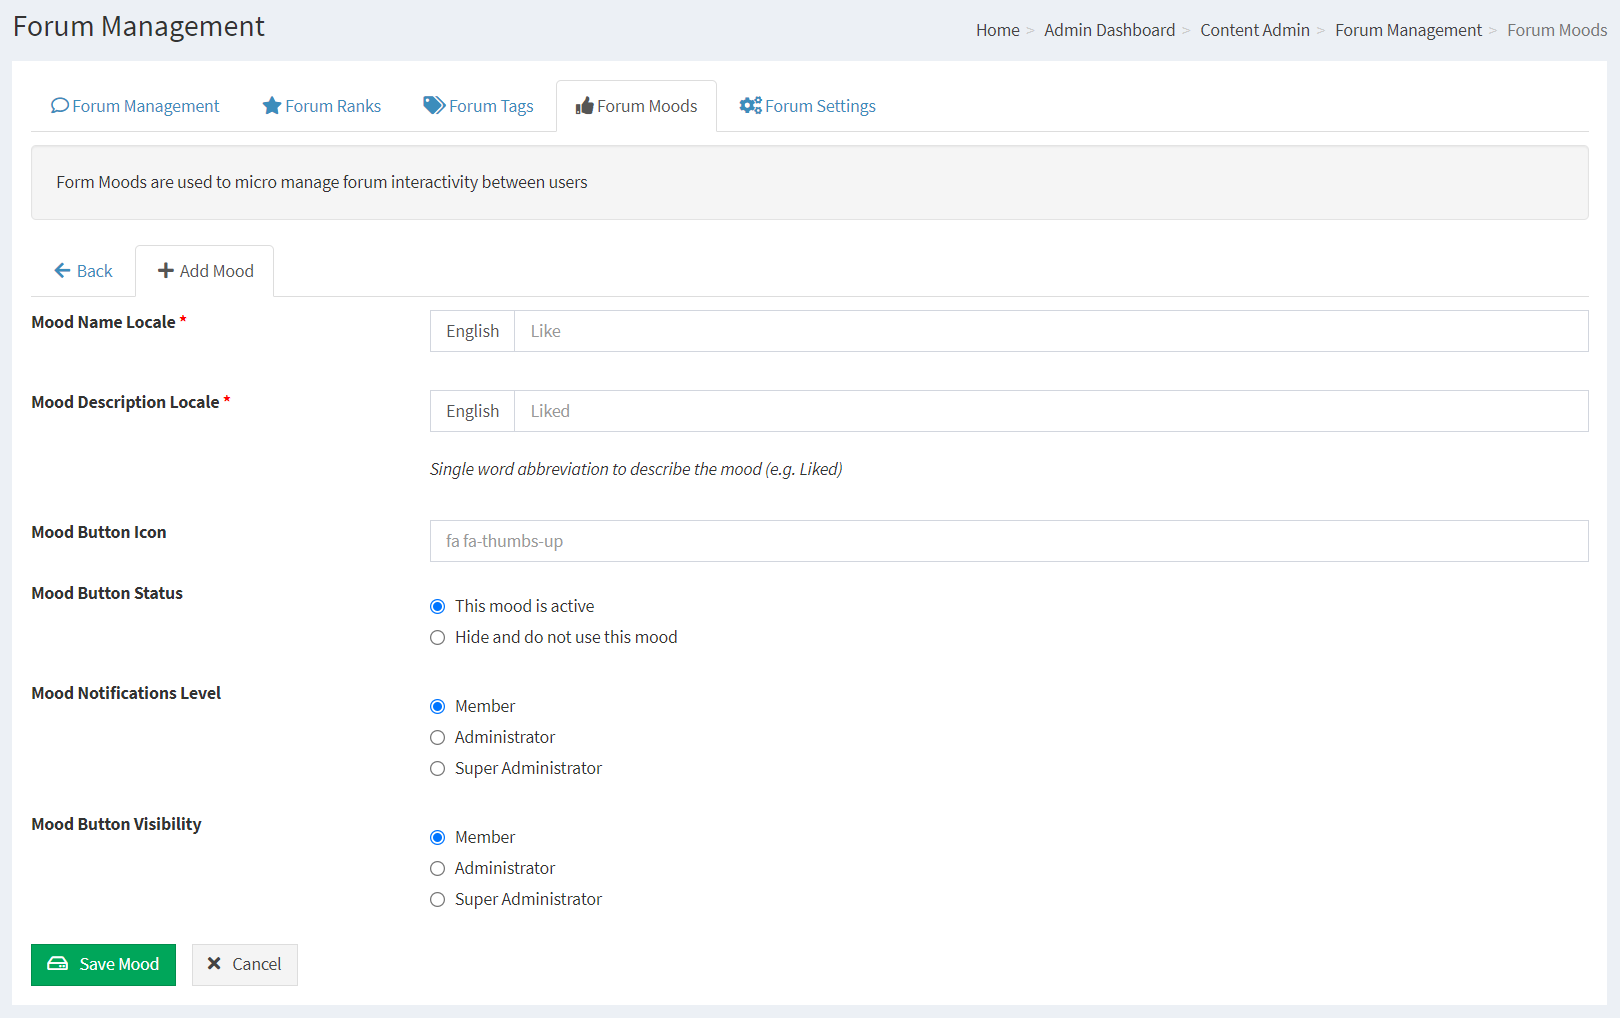 Forum Management
Home > Admin Dashboard > Content Admin > Forum Management > Forum Moods
Forum Management Forum Ranks Forum Tags Forum Moods Forum Settings
Form Moods are used to micro manage forum interactivity between users
Back Add Mood
Mood Name Locale *
English Like
Mood Description Locale *
English Liked
Single word abbreviation to describe the mood (e.g. Liked)
Mood Button Icon
fa fa-thumbs-up
Mood Button Status
This mood is active
Hide and do not use this mood
Mood Notifications Level
Member
Administrator
Super Administrator
Mood Button Visibility
Member
Administrator
Super Administrator
Save Mood Cancel